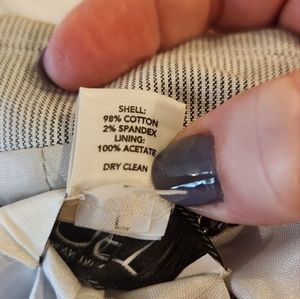 SHELL:
98% COTTON
2% SPANDEX
LINING:
100% ACETATE
DRY CLEAN